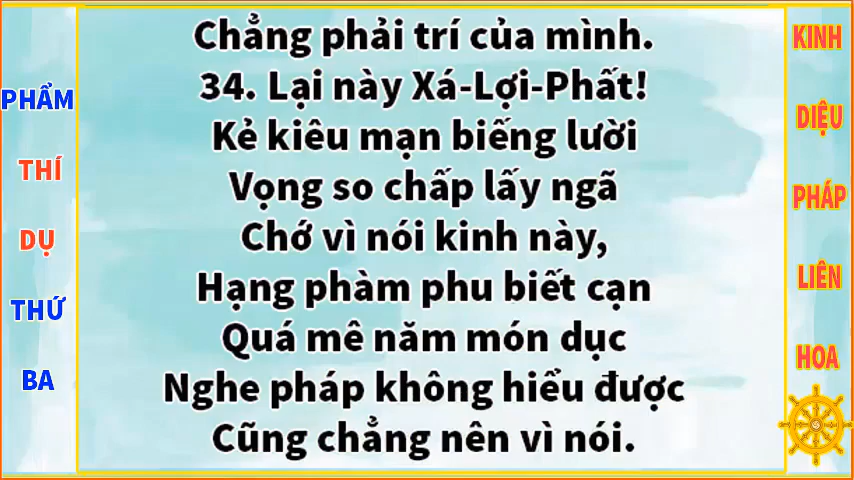 PHẨM
THÍ
DỤ
THỨ
BA
Chẳng phải trí của mình.
34. Lại này Xá-Lợi-Phất!
Kẻ kiêu mạn biếng lười
Vọng so chấp lấy ngã
Chớ vì nói kinh này,
Hạng phàm phu biết cạn
Quá mê năm món dục
Nghe pháp không hiểu được
Cũng chẳng nên vì nói.
KINH
DIỆU
PHÁP
LIÊN
HOA